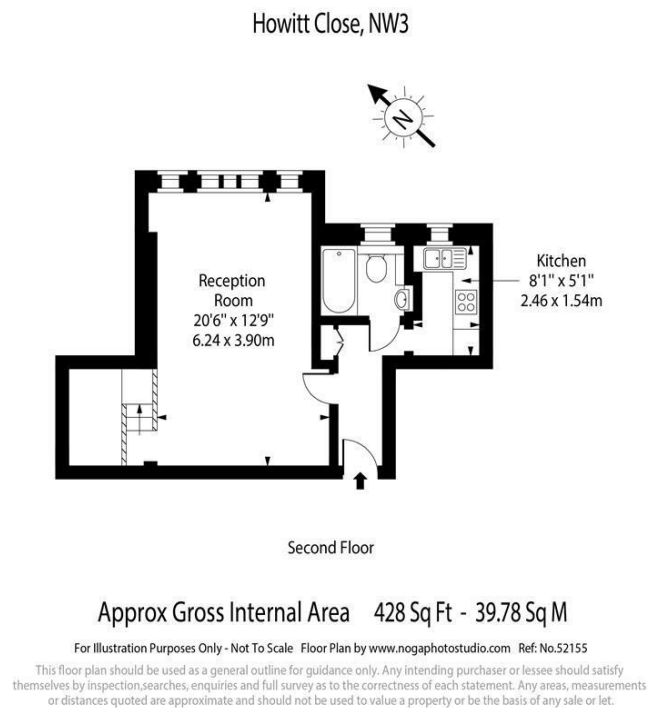 Howitt Close, NW3
N
Reception
Room
20'6" x 12'9"
6.24 x 3.90m
Kitchen
8'1" x 5'1"
2.46 x 1.54m
Second Floor
Approx Gross Internal Area 428 Sq Ft - 39.78 Sq M
For Illustration Purposes Only - Not To Scale Floor Plan by www.nogaphotostudio.com Ref: No.52155
This floor plan should be used as a general outline for guidance only. Any intending purchaser or lessee should satisfy
themselves by inspection,searches, enquiries and full survey as to the correctness of each statement. Any areas, measurements
or distances quoted are approximate and should not be used to value a property or be the basis of any sale or let.